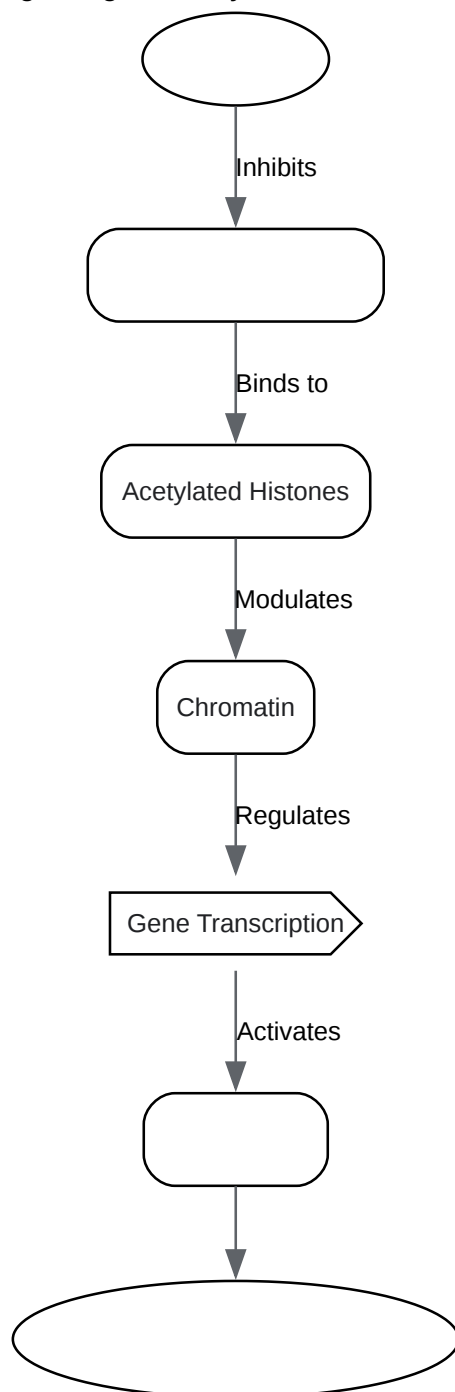 Inhibits
Binds to
Acetylated Histones
Modulates
Chromatin
Regulates
Gene Transcription
Activates